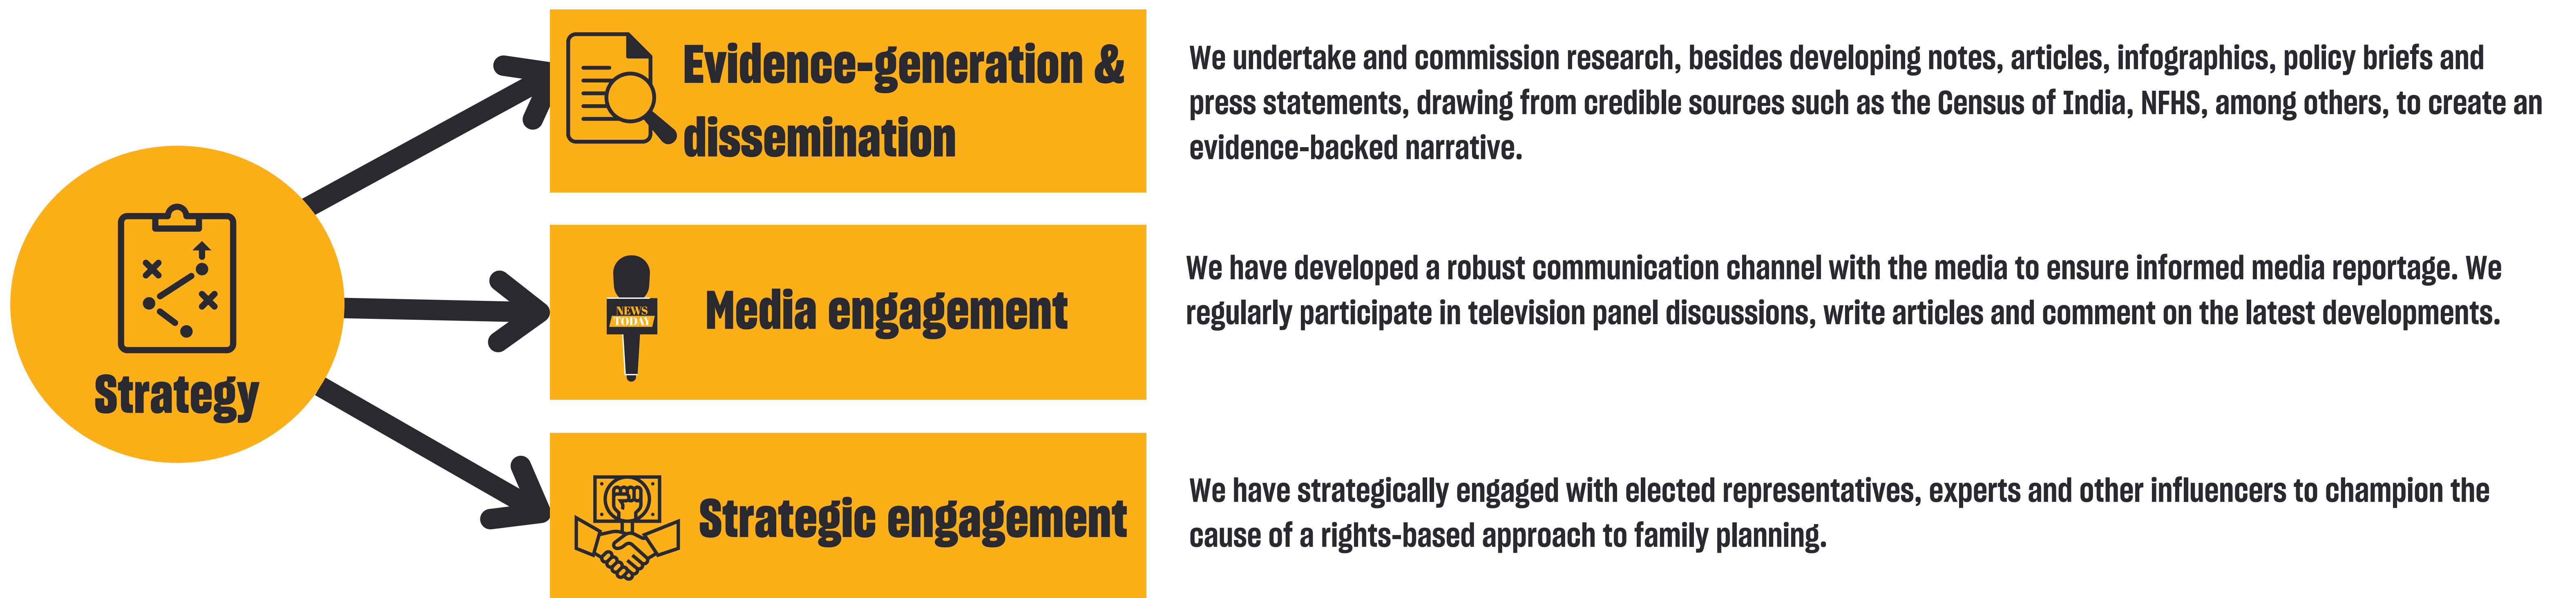 Strategy
Evidence-generation &
dissemination
We undertake and commission research, besides developing notes, articles, infographics, policy briefs and
press statements, drawing from credible sources such as the Census of India, NFHS, among others, to create an
evidence-backed narrative.
NEWS
TODAY
Media engagement
We have developed a robust communication channel with the media to ensure informed media reportage. We
regularly participate in television panel discussions, write articles and comment on the latest developments.
Strategic engagement
We have strategically engaged with elected representatives, experts and other influencers to champion the
cause of a rights-based approach to family planning.